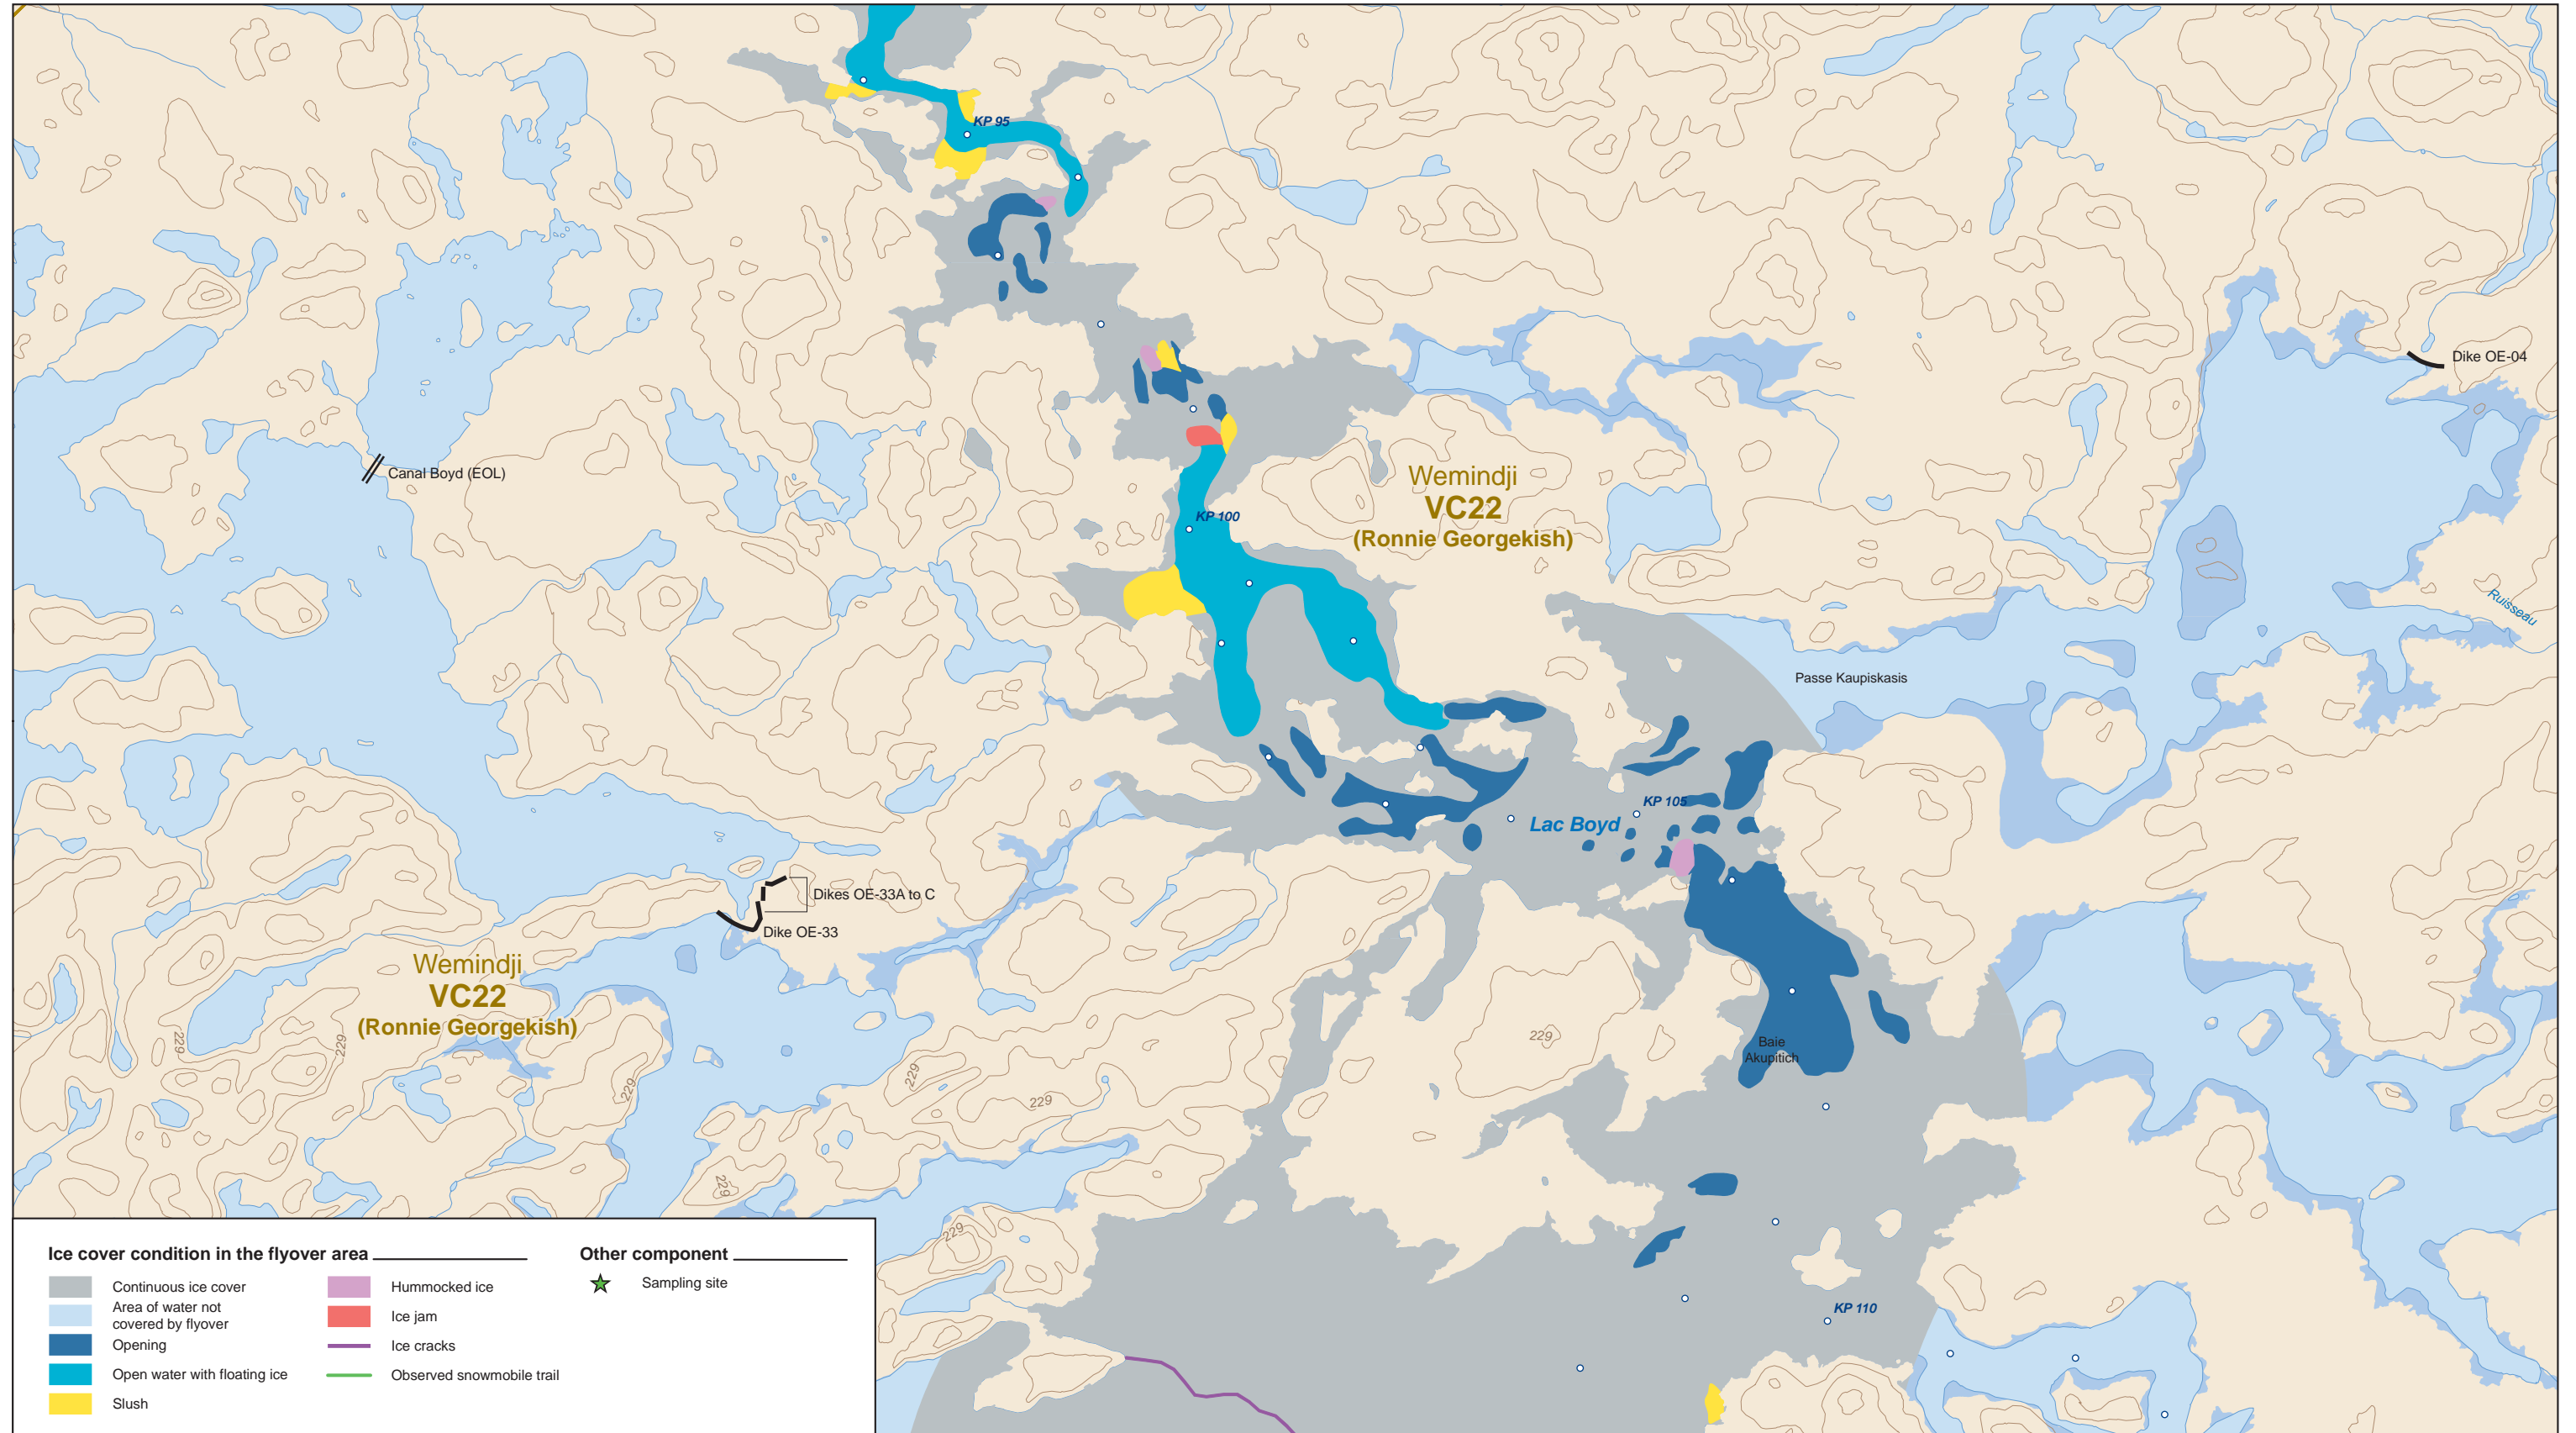 KP 95
Dike OE-04
Canal Boyd (EOL)
Wemindji
VC22
(Ronnie Georgekish)
KP 100
Ruisseau
Passe Kaupiskasis
KP 105
Lac Boyd
Dikes OE-33A to C
Dike OE-33
Wemindji
VC22
(Ronnie Georgekish)
229
229
229
229
229
229
Baie
Akupitich
229
229
KP 110
Ice cover condition in the flyover area
Continuous ice cover
Area of water not
covered by flyover
Opening
Open water with floating ice
Slush
Hummocked ice
Ice jam
Ice cracks
Observed snowmobile trail
Other component
Sampling site